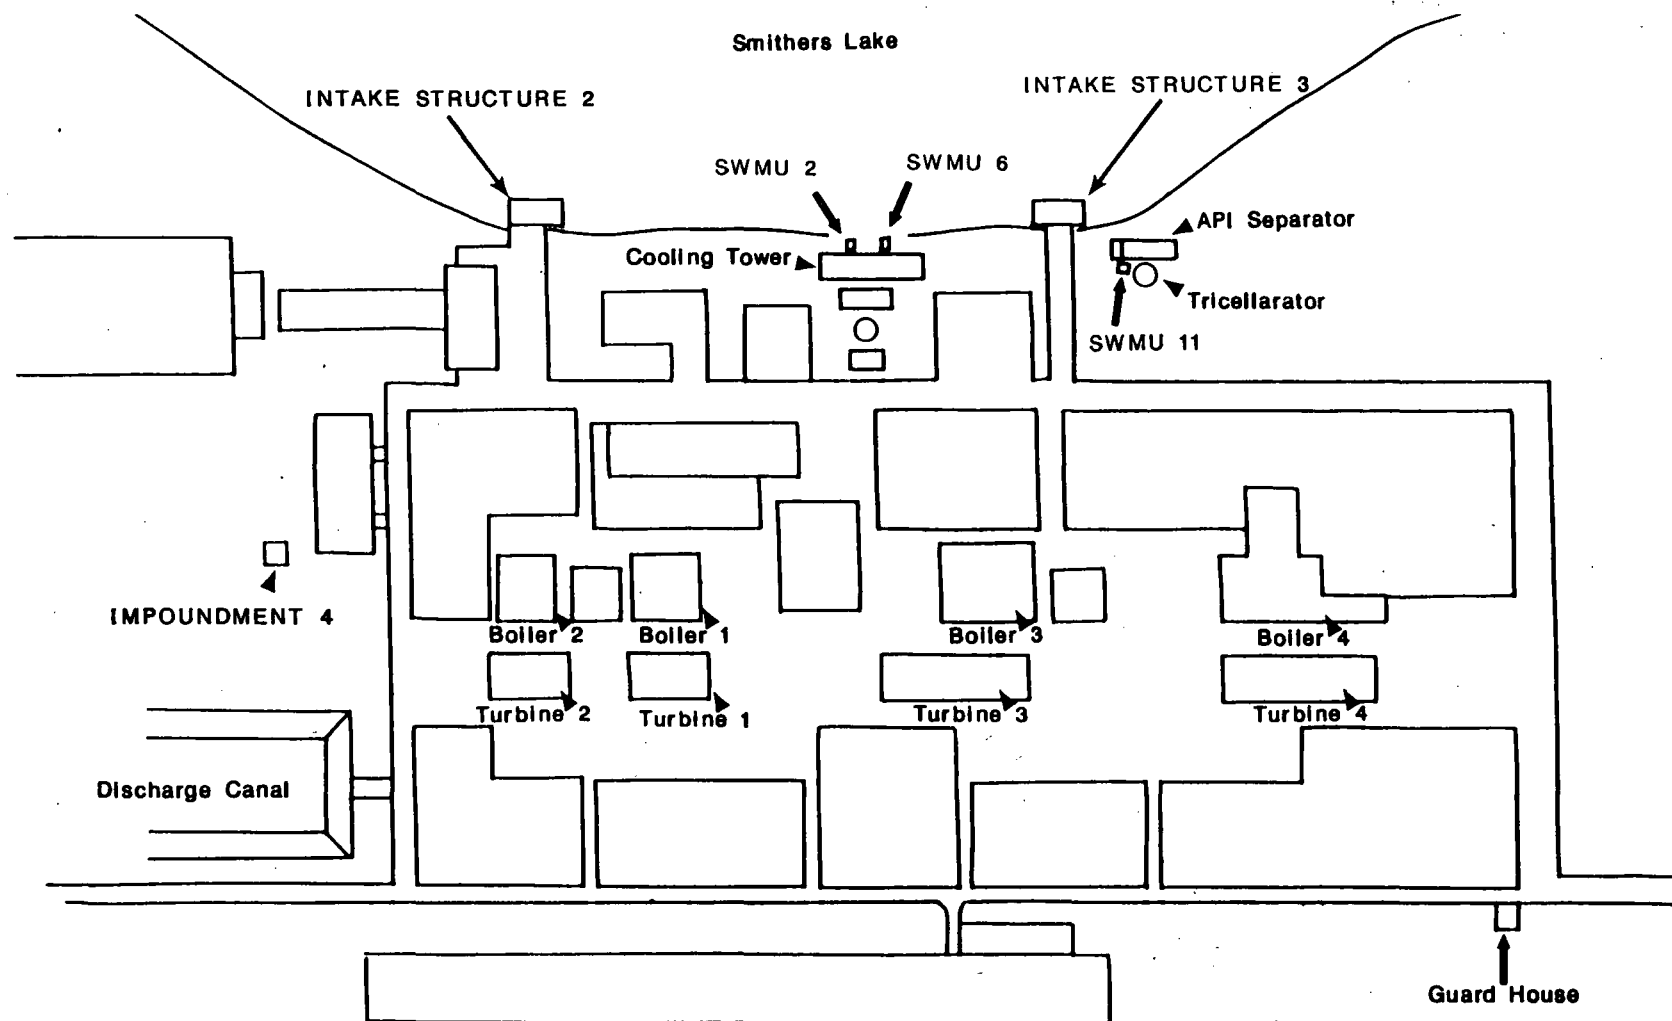 Smithers Lake
INTAKE STRUCTURE 2
INTAKE STRUCTURE 3
SWMU 2
SWMU 6
API Separator
Cooling Tower
Tricellarator
SWMU 11
IMPOUNDMENT 4
Boiler 2
Boiler 1
Boiler 3
Boiler 4
Turbine 2
Turbine 1
Turbine 3
Turbine 4
Discharge Canal
Guard House